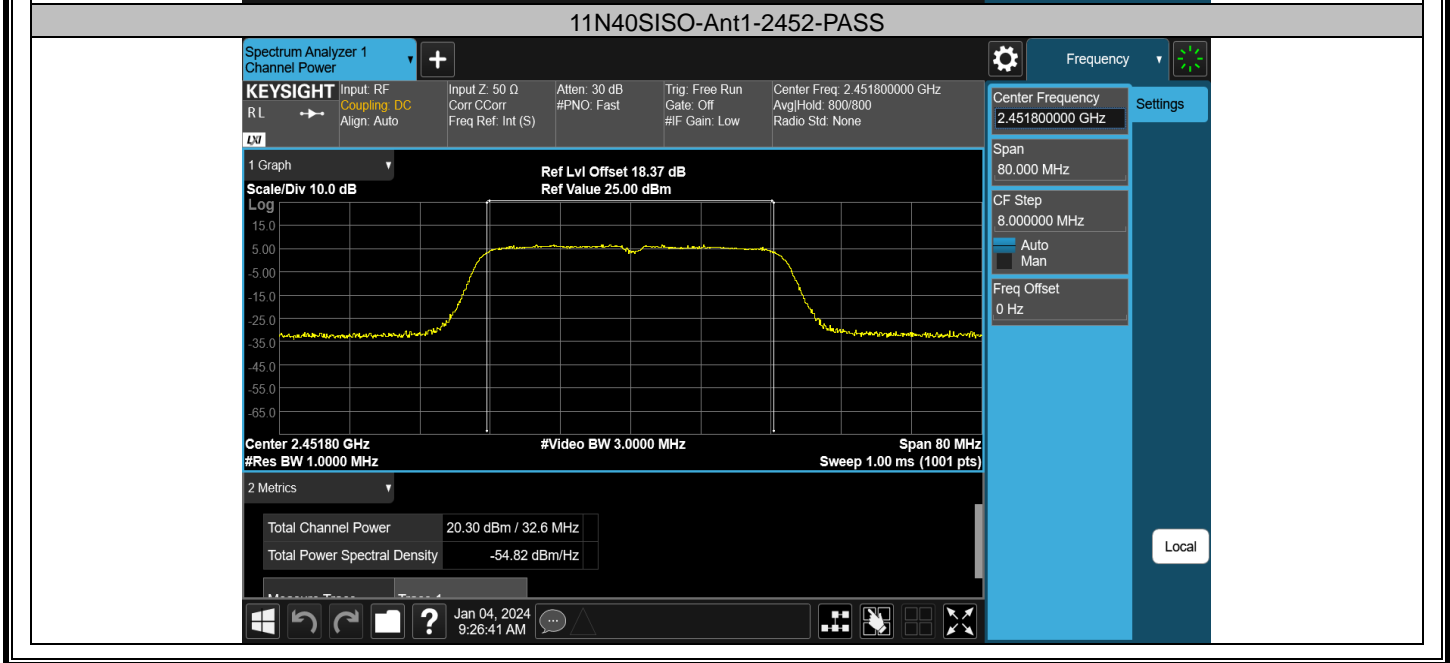 11N40SISO-Ant1-2452-PASS
Spectrum Analyzer 1
Channel Power
Frequency
KEYSIGHT
R L
LXI
Input: RF
Coupling: DC
Align: Auto
Input Z: 50 Ω
Corr CCorr
Freq Ref: Int (S)
Atten: 30 dB
#PNO: Fast
Trig: Free Run
Gate: Off
#IF Gain: Low
Center Freq: 2.451800000 GHz
Avg|Hold: 800/800
Radio Std: None
Center Frequency
2.451800000 GHz
Settings
Span
80.000 MHz
CF Step
8.000000 MHz
Auto
Man
Freq Offset
0 Hz
1 Graph
Scale/Div 10.0 dB
Ref Lvl Offset 18.37 dB
Ref Value 25.00 dBm
Log
15.0
5.00
-5.00
-15.0
-25.0
-35.0
-45.0
-55.0
-65.0
Center 2.45180 GHz
#Video BW 3.0000 MHz
Span 80 MHz
#Res BW 1.0000 MHz
Sweep 1.00 ms (1001 pts)
2 Metrics
Total Channel Power 20.30 dBm / 32.6 MHz
Total Power Spectral Density -54.82 dBm/Hz
Measure Trace Trace 1
Local
Jan 04, 2024
9:26:41 AM